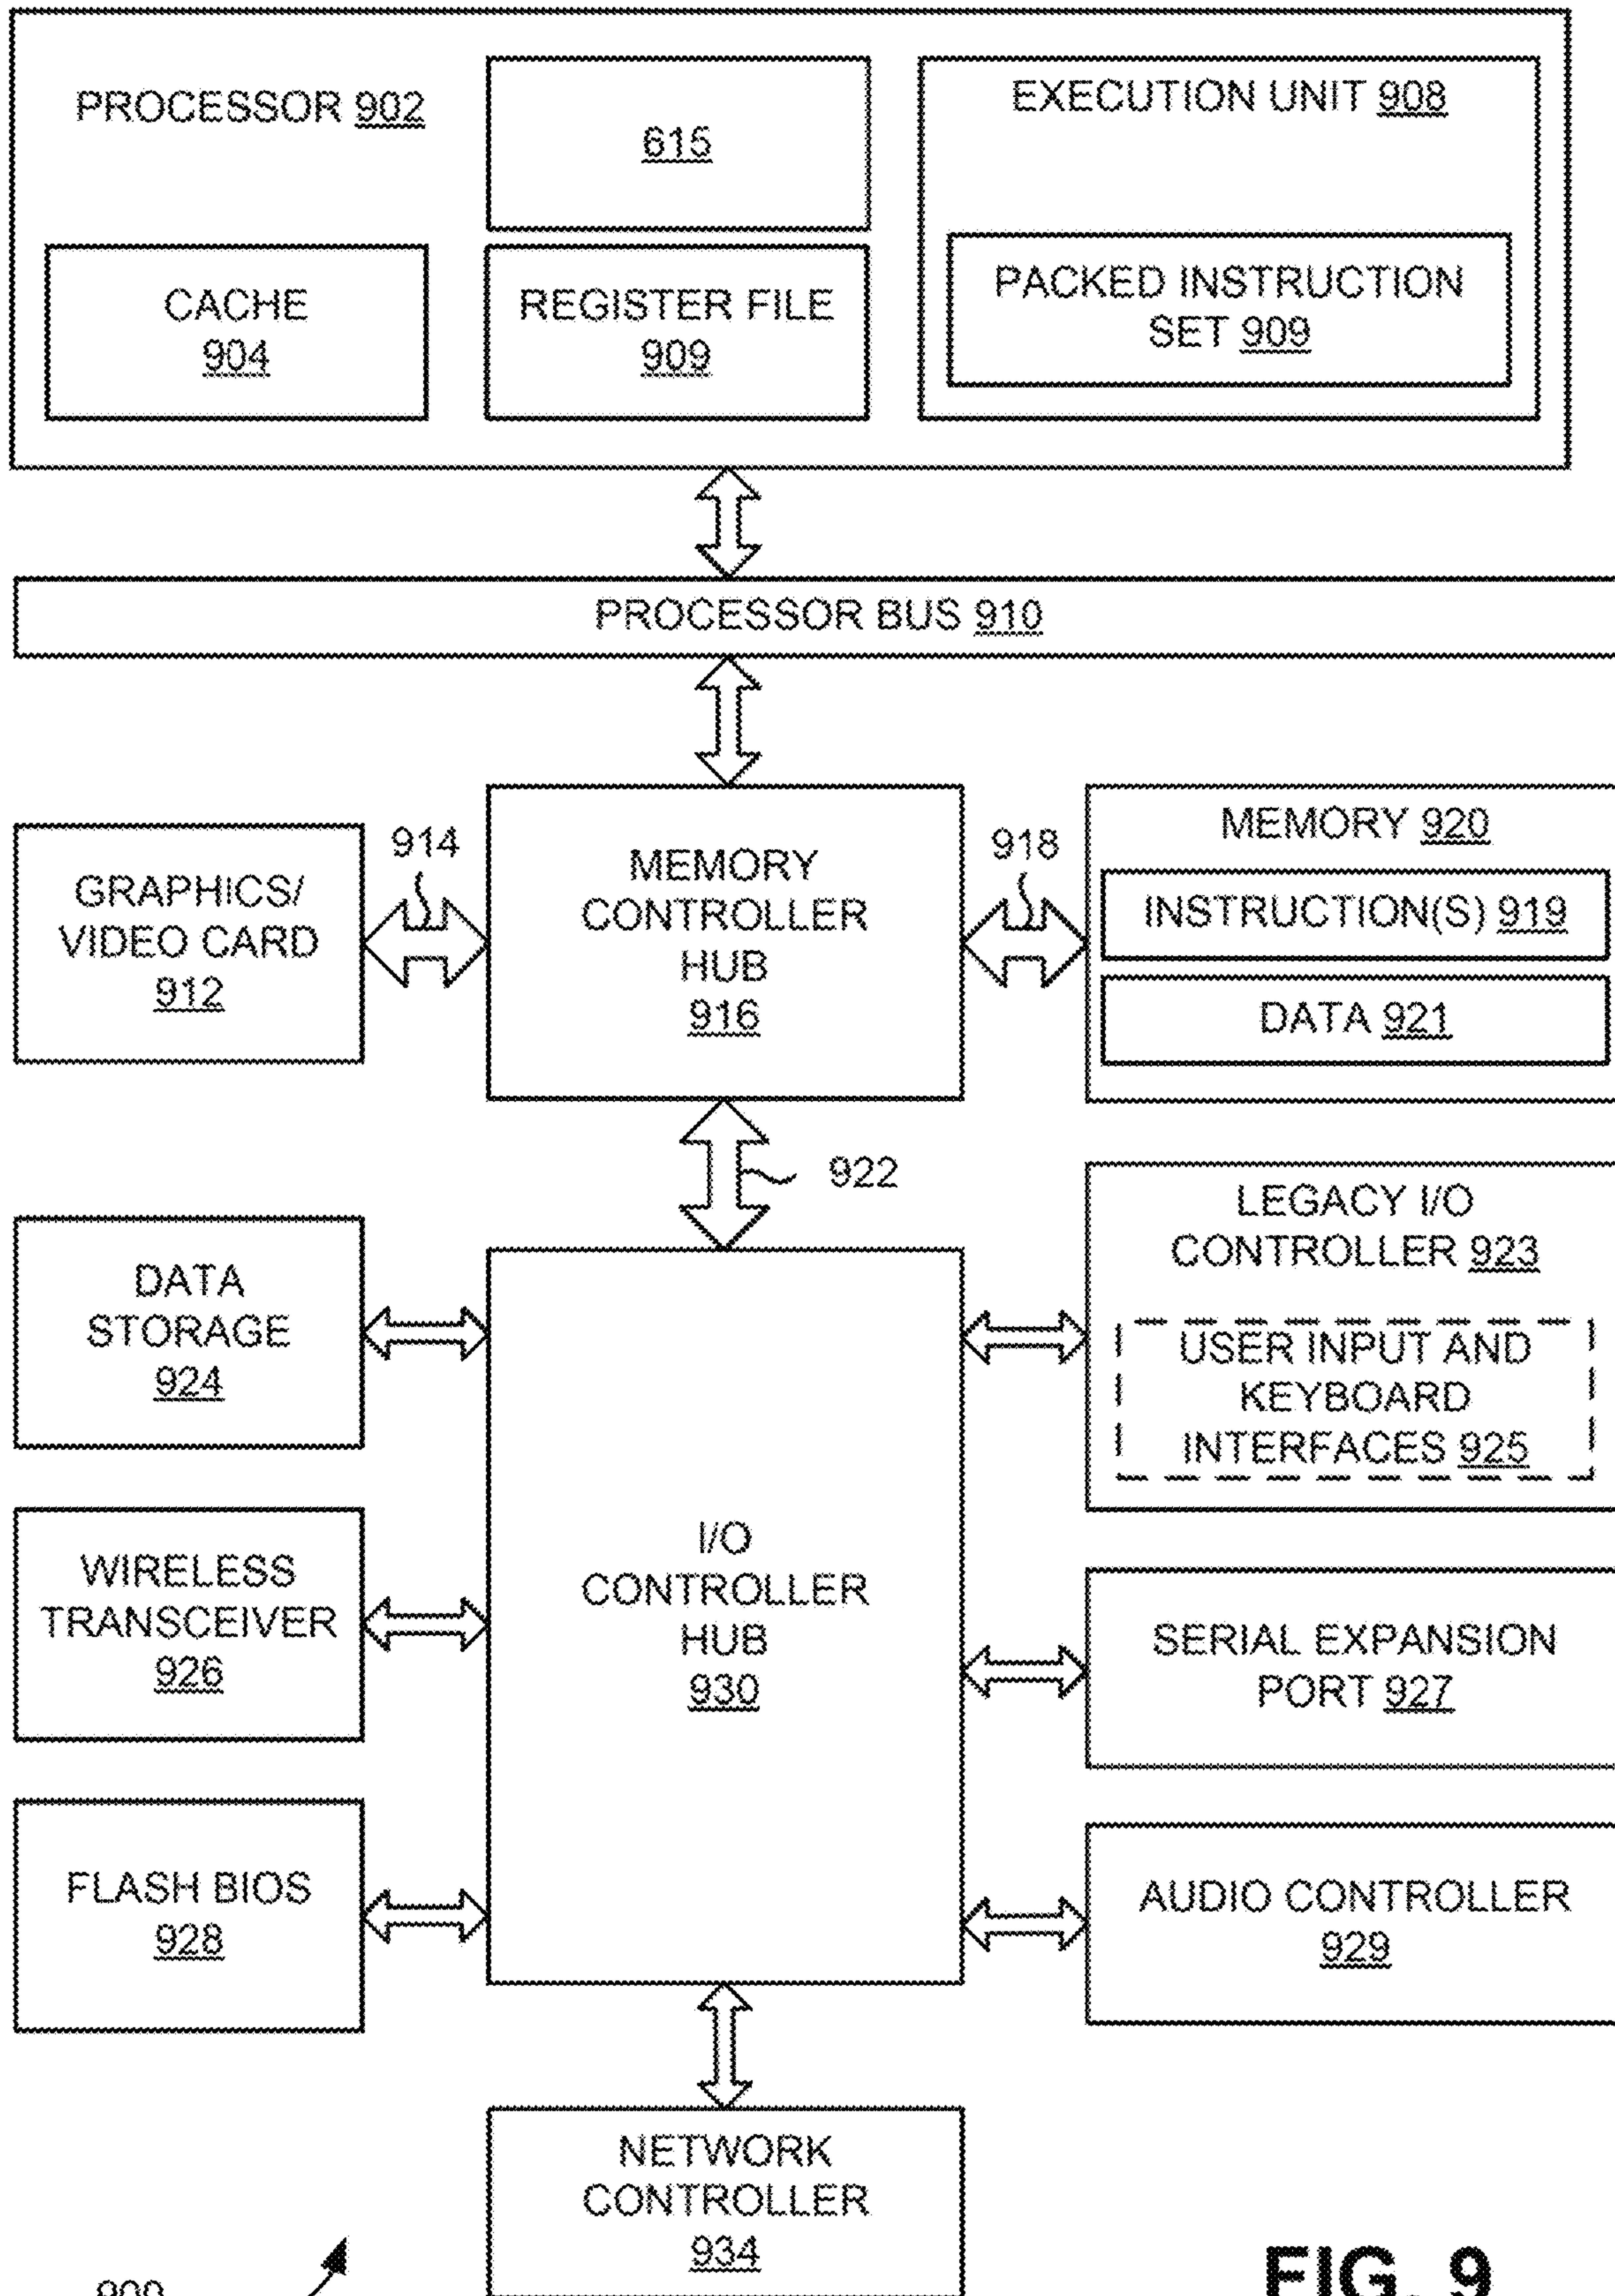 PROCESSOR 902
615
EXECUTION UNIT 908
CACHE
904
REGISTER FILE
909
PACKED INSTRUCTION
SET 909
PROCESSOR BUS 910
GRAPHICS/
VIDEO CARD
912
914
MEMORY
CONTROLLER
HUB
916
918
MEMORY 920
INSTRUCTION(S) 919
DATA 921
922
DATA
STORAGE
924
LEGACY I/O
CONTROLLER 923
USER INPUT AND
KEYBOARD
INTERFACES 925
WIRELESS
TRANSCEIVER
926
I/O
CONTROLLER
HUB
930
SERIAL EXPANSION
PORT 927
FLASH BIOS
928
AUDIO CONTROLLER
929
NETWORK
CONTROLLER
934
900
FIG. 9